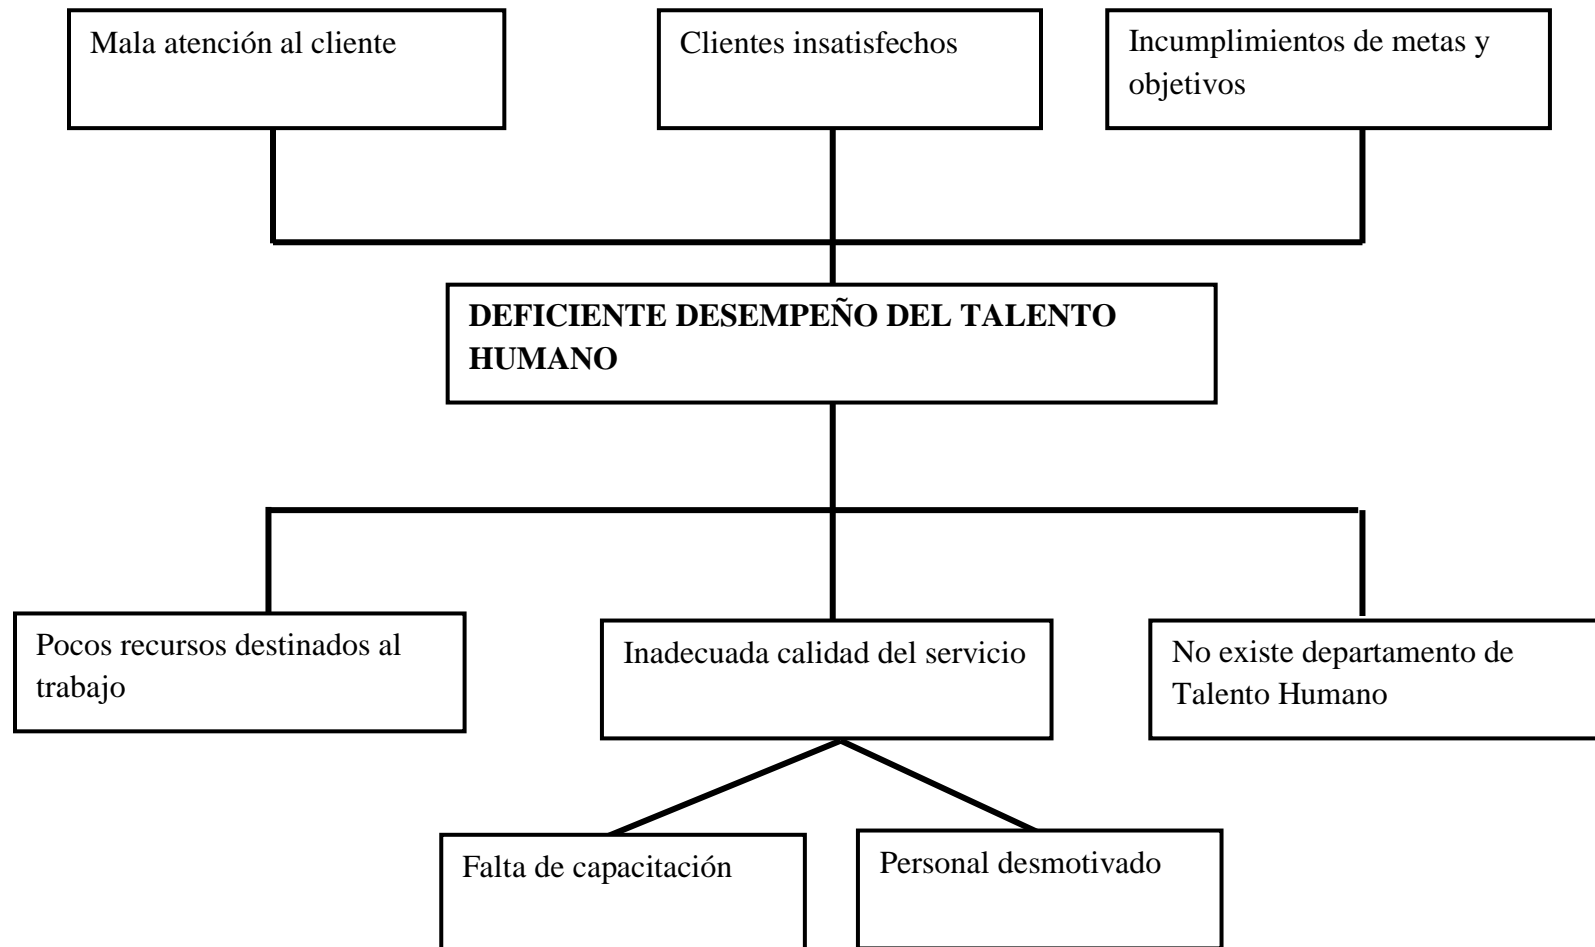 Mala atención al cliente
Clientes insatisfechos
Incumplimientos de metas y
objetivos
DEFICIENTE DESEMPEÑO DEL TALENTO
HUMANO
Pocos recursos destinados al
trabajo
Inadecuada calidad del servicio
No existe departamento de
Talento Humano
Falta de capacitación
Personal desmotivado